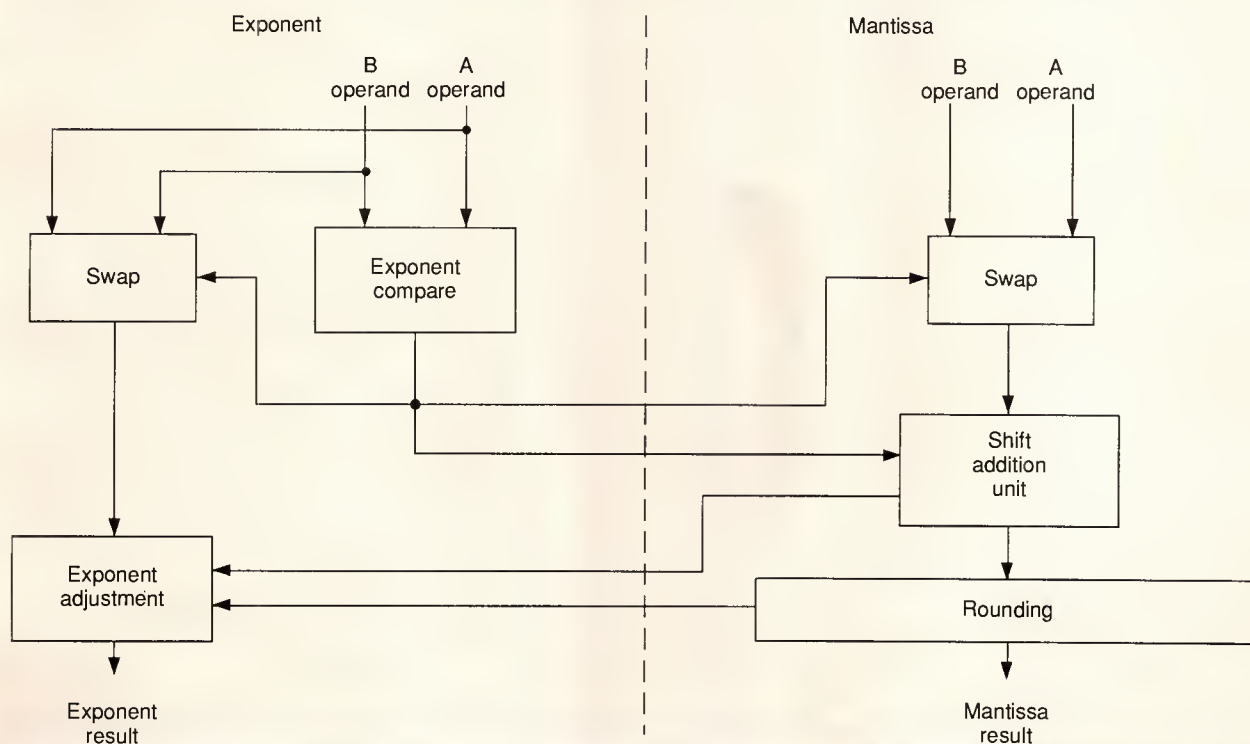 Exponent
Mantissa
B
operand
A
operand
B
operand
A
operand
Swap
Exponent
compare
Swap
Shift
addition
unit
Exponent
adjustment
Rounding
Exponent
result
Mantissa
result